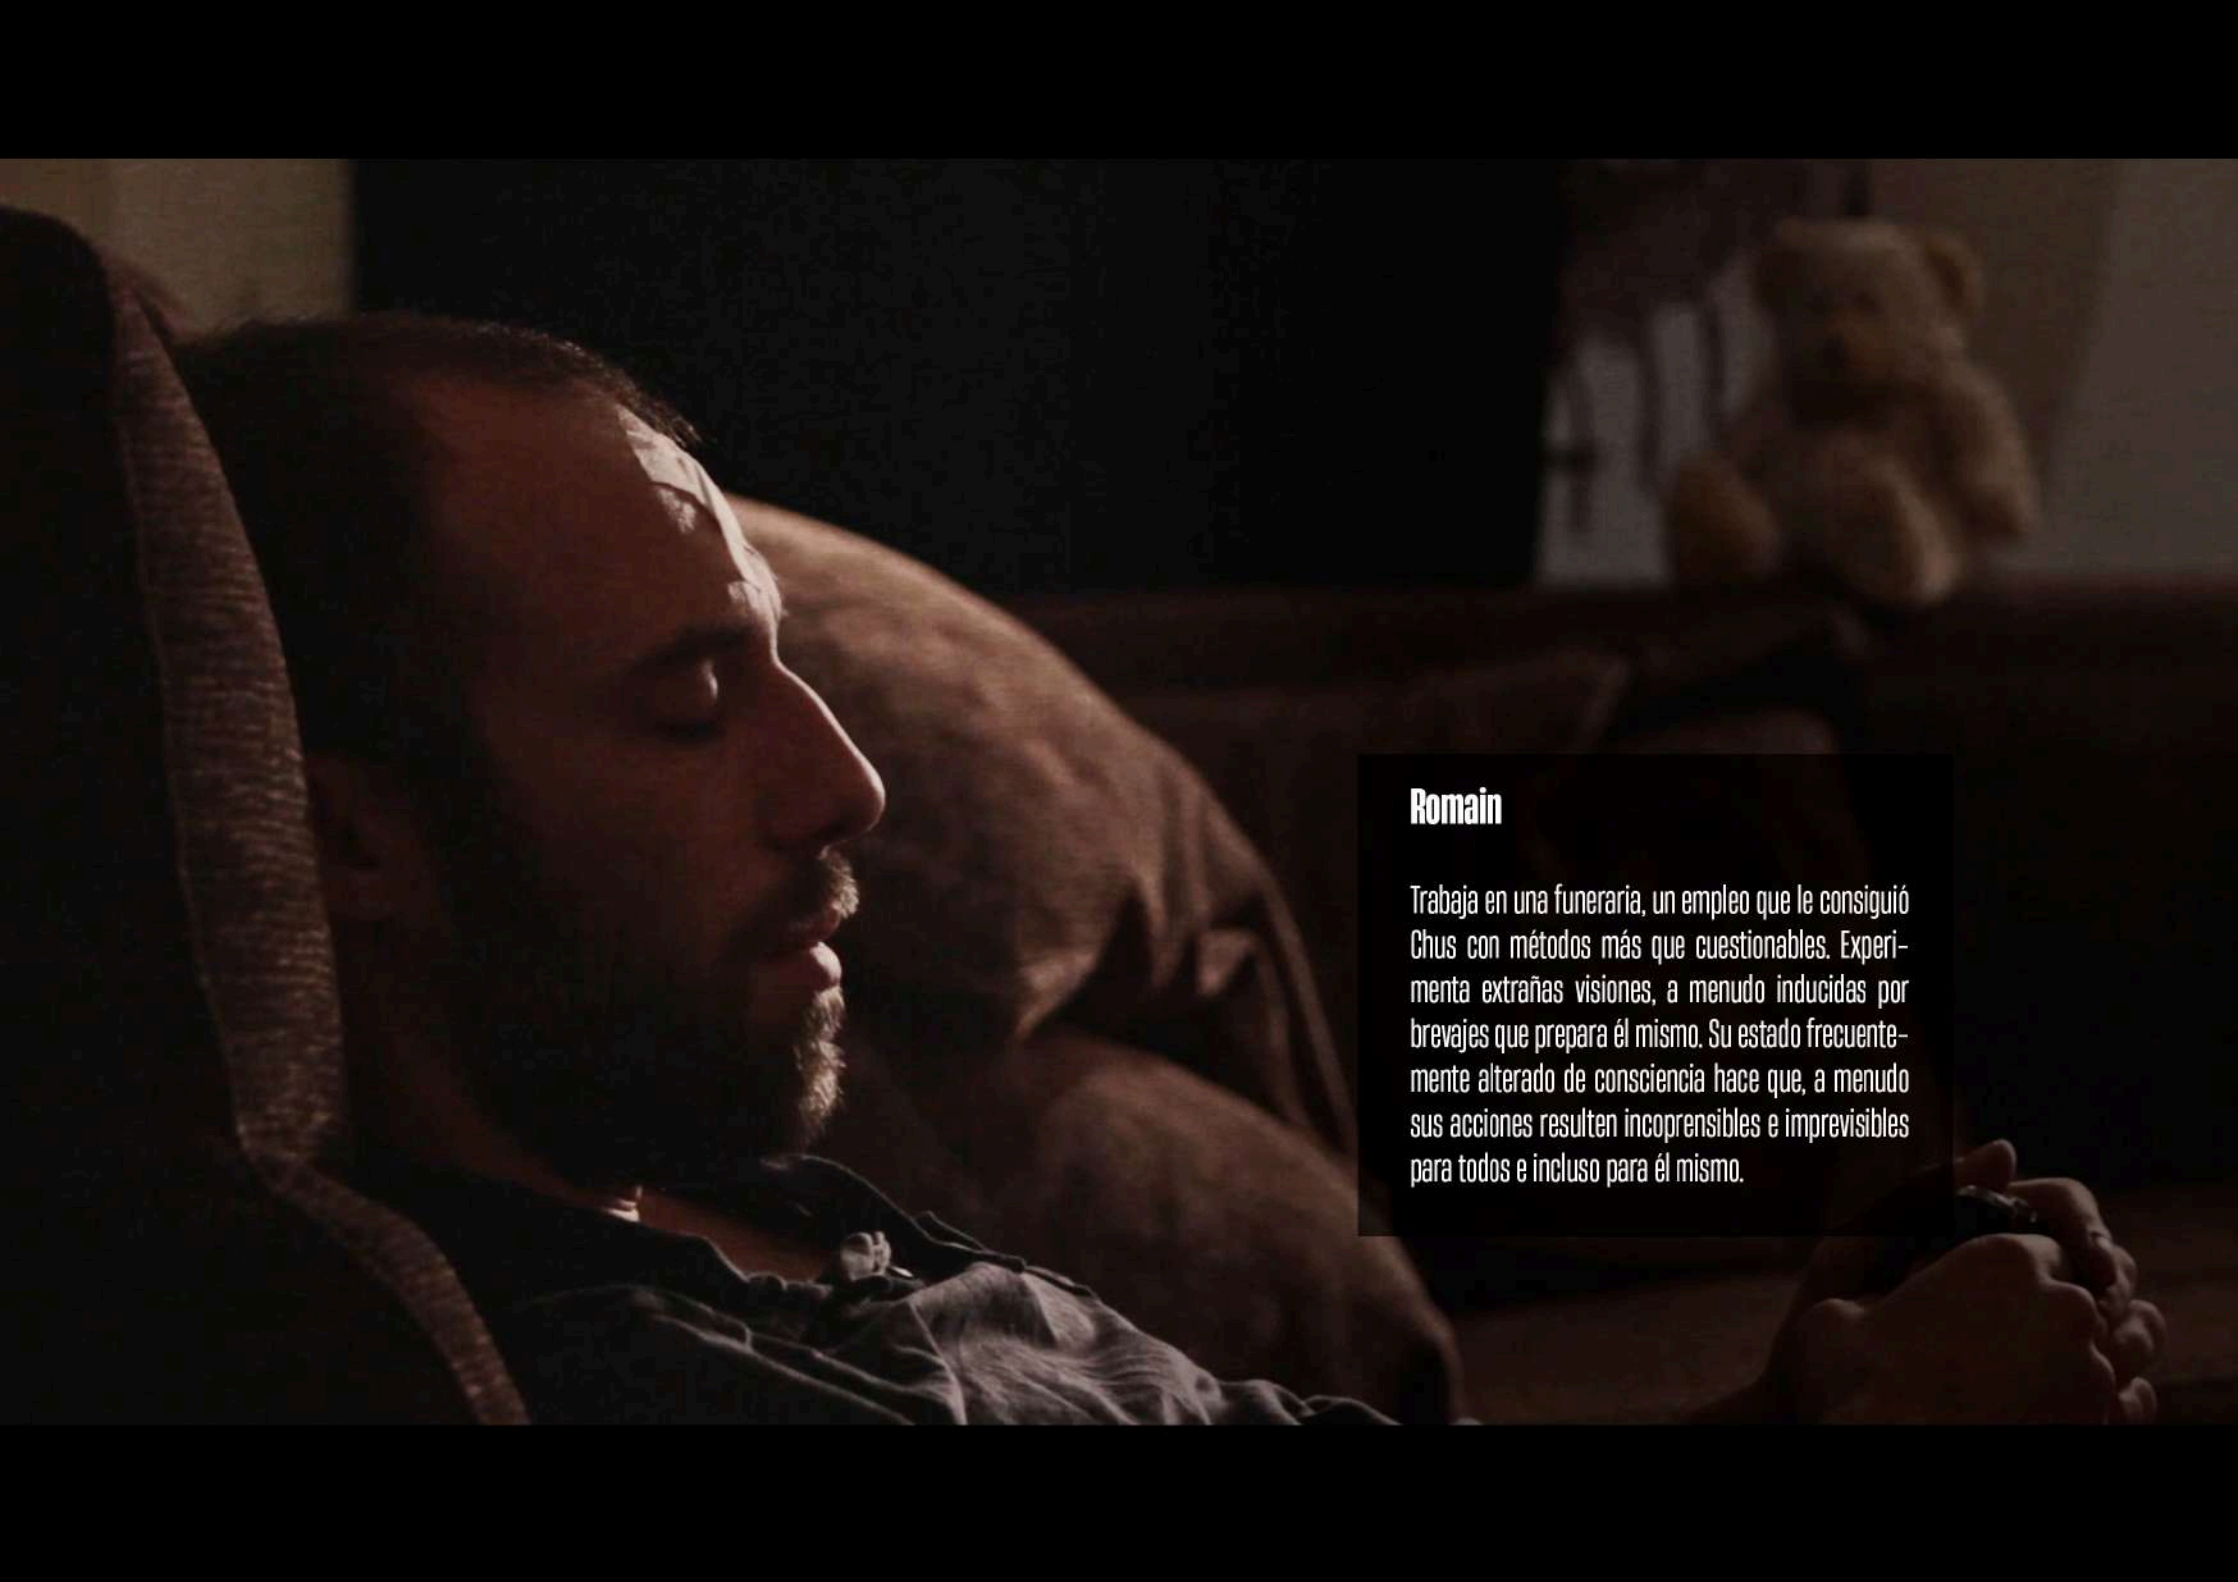 Romain
Trabaja en una funeraria, un empleo que le consiguió
Chus con métodos más que cuestionables. Experi-
menta extrañas visiones, a menudo inducidas por
brevajes que prepara él mismo. Su estado frecuente-
mente alterado de consciencia hace que, a menudo
sus acciones resulten incoprensibles e imprevisibles
para todos e incluso para él mismo.